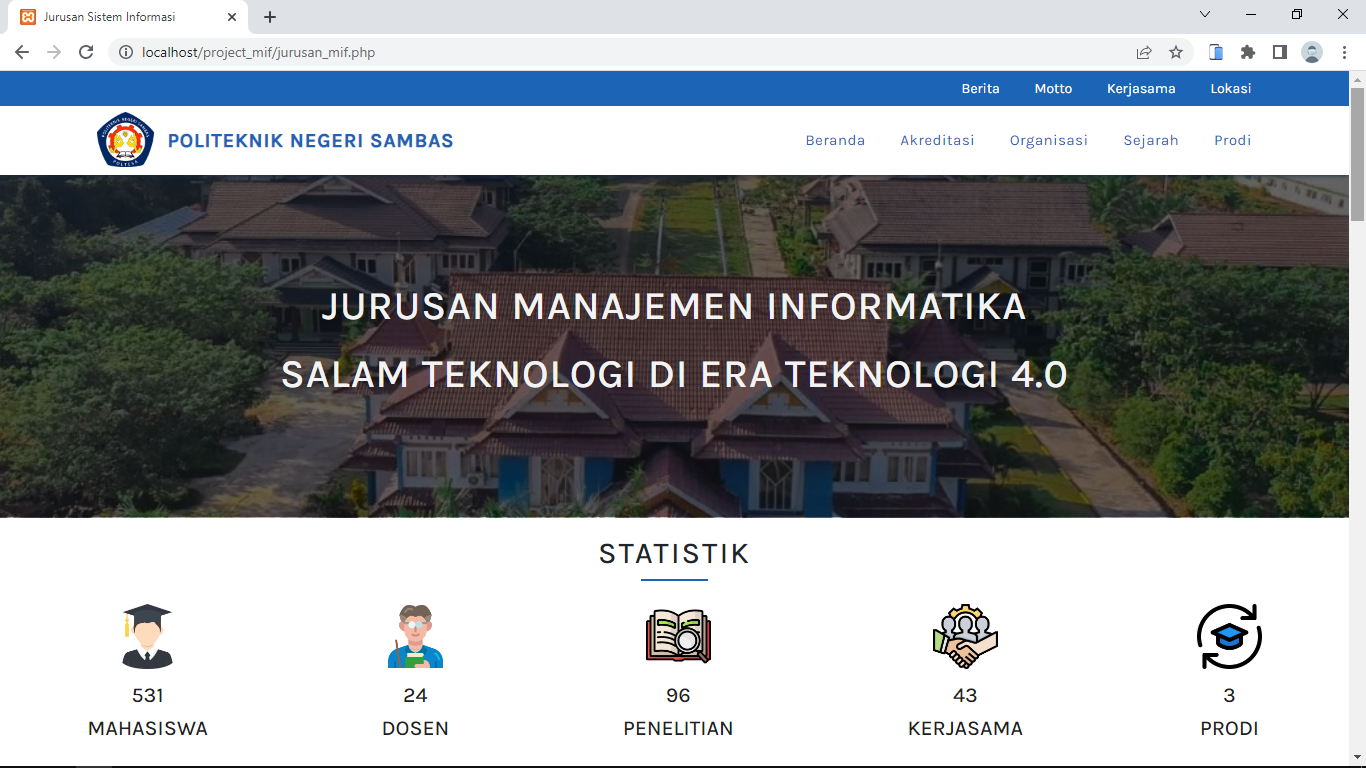 Jurusan Sistem Informasi
localhost/project_mif/jurusan_mif.php
Berita Motto Kerjasama Lokasi
POLITEKNIK NEGERI SAMBAS
Beranda Akreditasi Organisasi Sejarah Prodi
JURUSAN MANAJEMEN INFORMATIKA
SALAM TEKNOLOGI DI ERA TEKNOLOGI 4.0
STATISTIK
531 24 96 43 3
MAHASISWA DOSEN PENELITIAN KERJASAMA PRODI